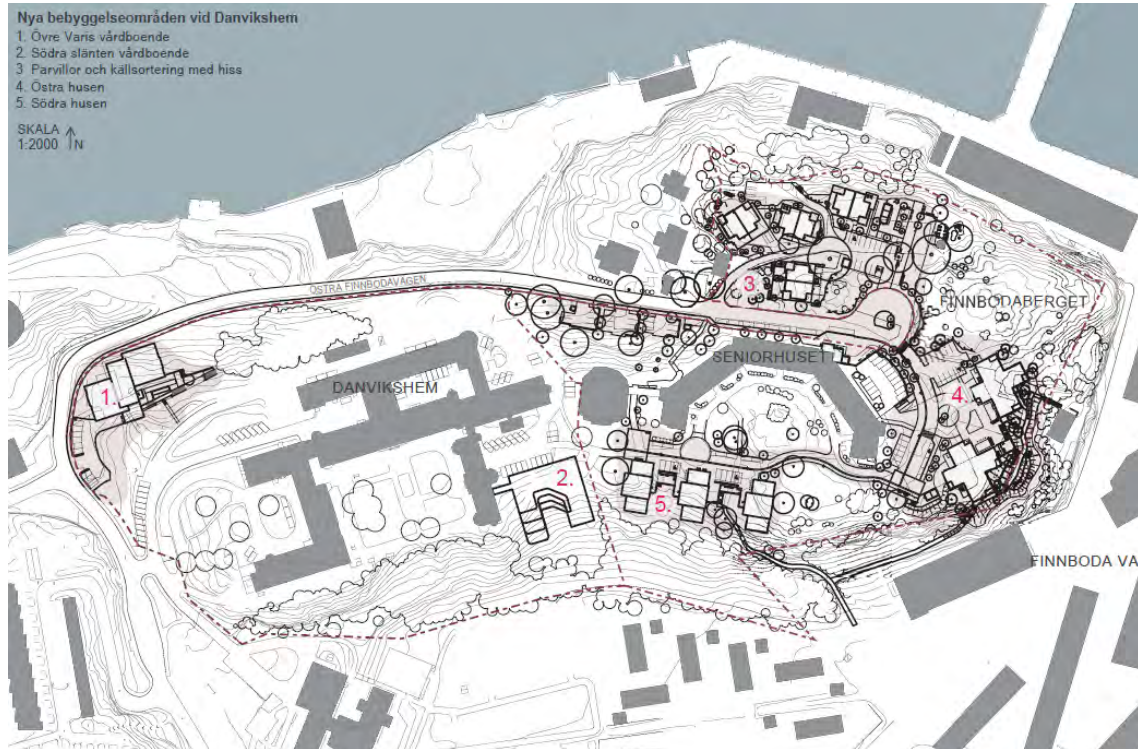 Nya bebyggelseområden vid Danvikshem
1. Övre Varis vårdboende
2. Södra slänten vårdboende
3 Parvillor och källsortering med hiss
4. Östra husen
5. Södra husen
SKALA
1:2000 N
ÖSTRA FINNBODAVÄGEN
3.
FINNBODABERGET
SENIORHUSET
DANVIKSHEM
1.
4.
2.
5.
FINNBODA VA